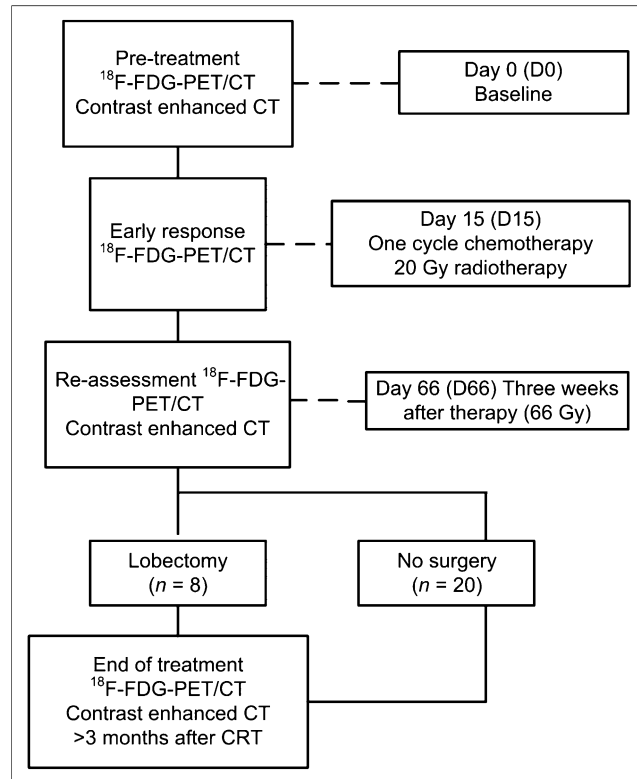 Pre-treatment
¹⁸F-FDG-PET/CT
Contrast enhanced CT
Day 0 (D0)
Baseline
Early response
¹⁸F-FDG-PET/CT
Day 15 (D15)
One cycle chemotherapy
20 Gy radiotherapy
Re-assessment ¹⁸F-FDG-
PET/CT
Contrast enhanced CT
Day 66 (D66) Three weeks
after therapy (66 Gy)
Lobectomy
(n = 8)
No surgery
(n = 20)
End of treatment
¹⁸F-FDG-PET/CT
Contrast enhanced CT
>3 months after CRT